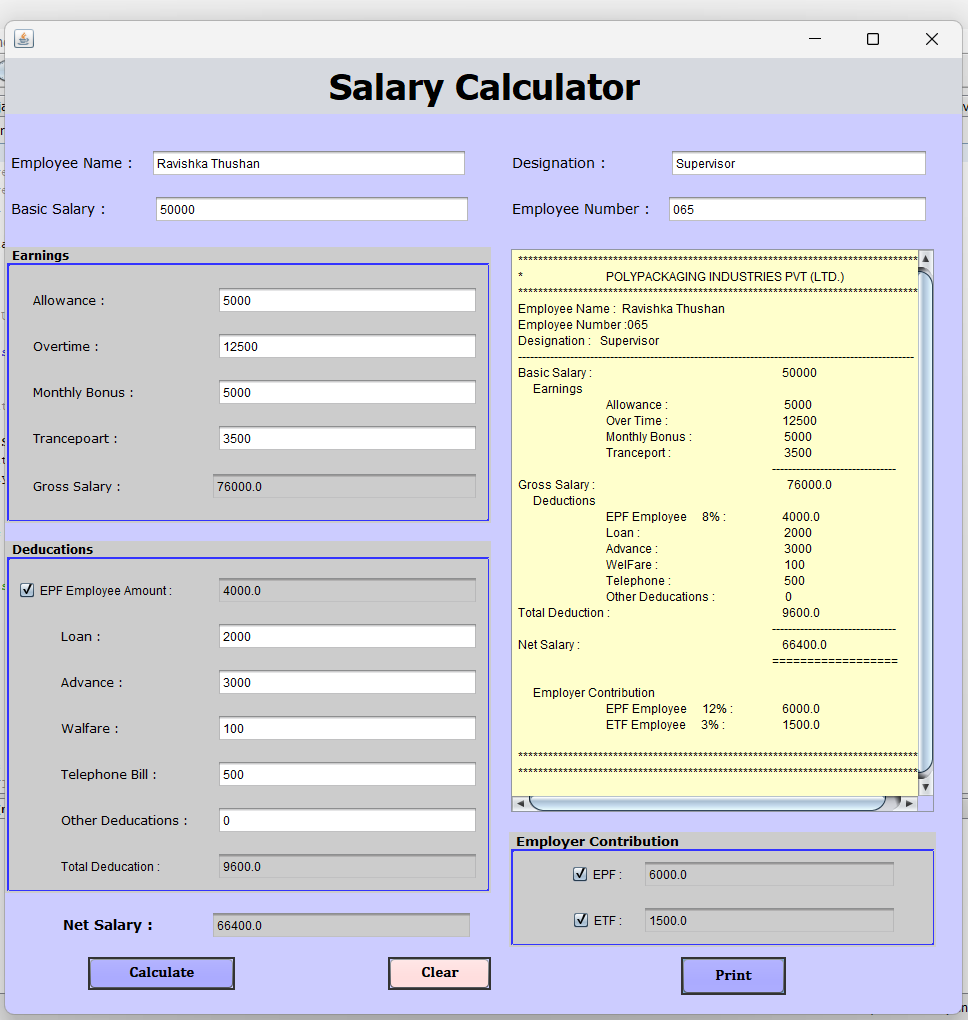 Salary Calculator
Employee Name : Ravishka Thushan
Designation : Supervisor
Basic Salary : 50000
Employee Number : 065
Earnings
Allowance : 5000
Overtime : 12500
Monthly Bonus : 5000
Trancepoart : 3500
Gross Salary : 76000.0
Deducations
EPF Employee Amount : 4000.0
Loan : 2000
Advance : 3000
Walfare : 100
Telephone Bill : 500
Other Deducations : 0
Total Deducation : 9600.0
Net Salary : 66400.0
Calculate
Clear
* POLYPACKAGING INDUSTRIES PVT (LTD.)
Employee Name : Ravishka Thushan
Employee Number :065
Designation : Supervisor
Basic Salary : 50000
Earnings
Allowance : 5000
Over Time : 12500
Monthly Bonus : 5000
Tranceport : 3500
Gross Salary : 76000.0
Deductions
EPF Employee 8% : 4000.0
Loan : 2000
Advance : 3000
WelFare : 100
Telephone : 500
Other Deducations : 0
Total Deduction : 9600.0
Net Salary : 66400.0
==================
Employer Contribution
EPF Employee 12% : 6000.0
ETF Employee 3% : 1500.0
Employer Contribution
EPF : 6000.0
ETF : 1500.0
Print